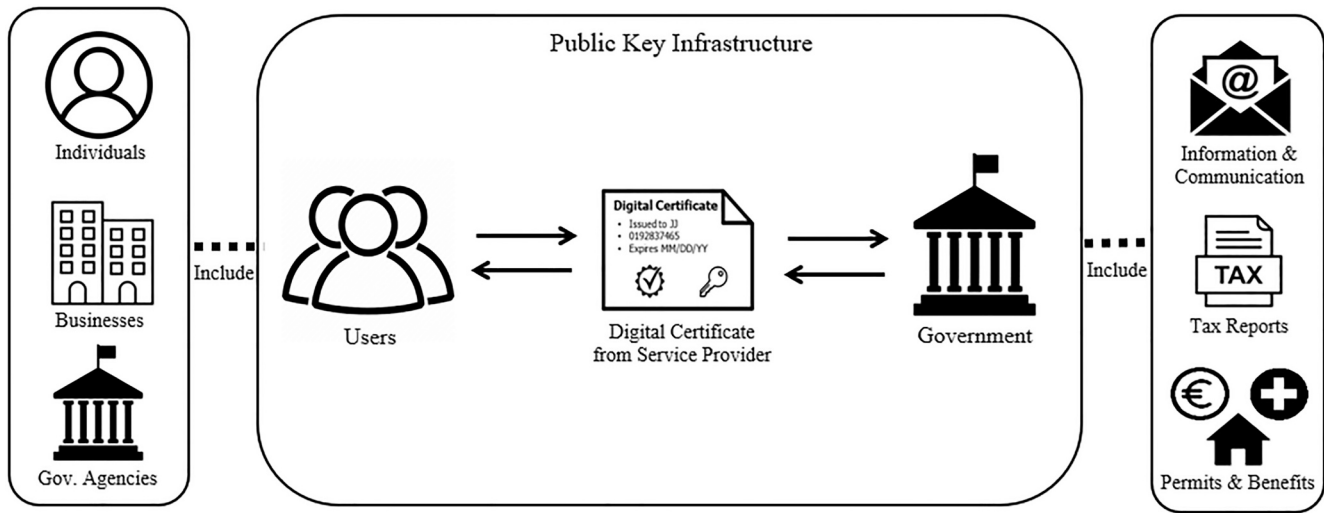 Public Key Infrastructure
Individuals
Businesses
Gov. Agencies
Include
Users
Digital Certificate
• Issued to JJ
• 0192837465
• Expres MM/DD/YY
Digital Certificate
from Service Provider
Government
Include
@
Information &
Communication
TAX
Tax Reports
€
Permits & Benefits